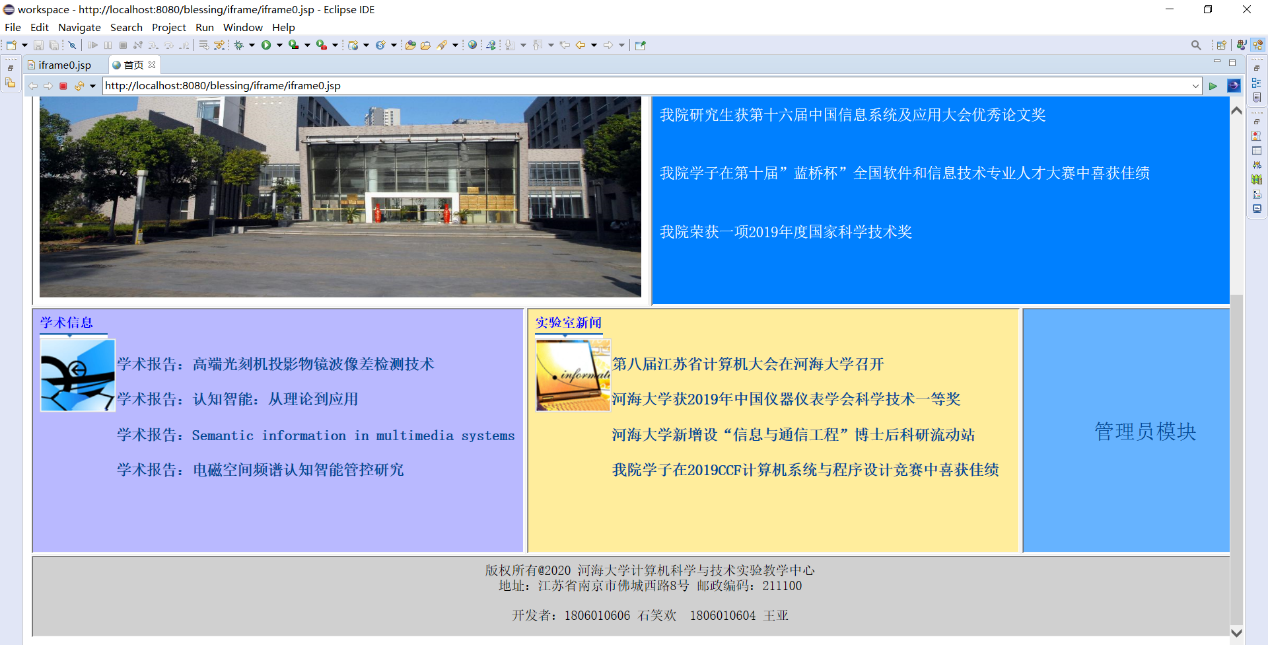 workspace - http://localhost:8080/blessing/iframe/iframe0.jsp - Eclipse IDE
File Edit Navigate Search Project Run Window Help
iframe0.jsp 首页
http://localhost:8080/blessing/iframe/iframe0.jsp
我院研究生获第十六届中国信息系统及应用大会优秀论文奖
我院学子在第十届”蓝桥杯”全国软件和信息技术专业人才大赛中喜获佳绩
我院荣获一项2019年度国家科学技术奖
学术信息
学术报告：高端光刻机投影物镜波像差检测技术
学术报告：认知智能：从理论到应用
学术报告：Semantic information in multimedia systems
学术报告：电磁空间频谱认知智能管控研究
实验室新闻
informati
第八届江苏省计算机大会在河海大学召开
河海大学获2019年中国仪器仪表学会科学技术一等奖
河海大学新增设“信息与通信工程”博士后科研流动站
我院学子在2019CCF计算机系统与程序设计竞赛中喜获佳绩
管理员模块
版权所有@2020 河海大学计算机科学与技术实验教学中心
地址：江苏省南京市佛城西路8号 邮政编码：211100
开发者：1806010606 石笑欢 1806010604 王亚